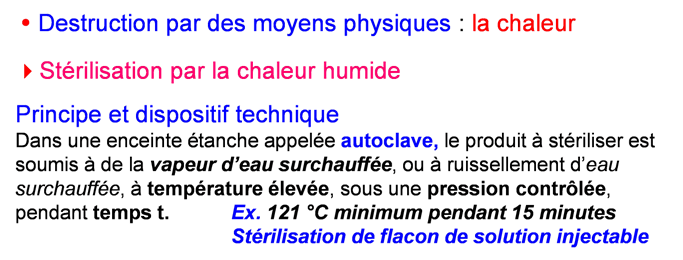 • Destruction par des moyens physiques : la chaleur
Stérilisation par la chaleur humide
Principe et dispositif technique
Dans une enceinte étanche appelée autoclave, le produit à stériliser est
soumis à de la vapeur d'eau surchauffée, ou à ruissellement d'eau
surchauffée, à température élevée, sous une pression contrôlée,
pendant temps t. Ex. 121 °C minimum pendant 15 minutes
Stérilisation de flacon de solution injectable